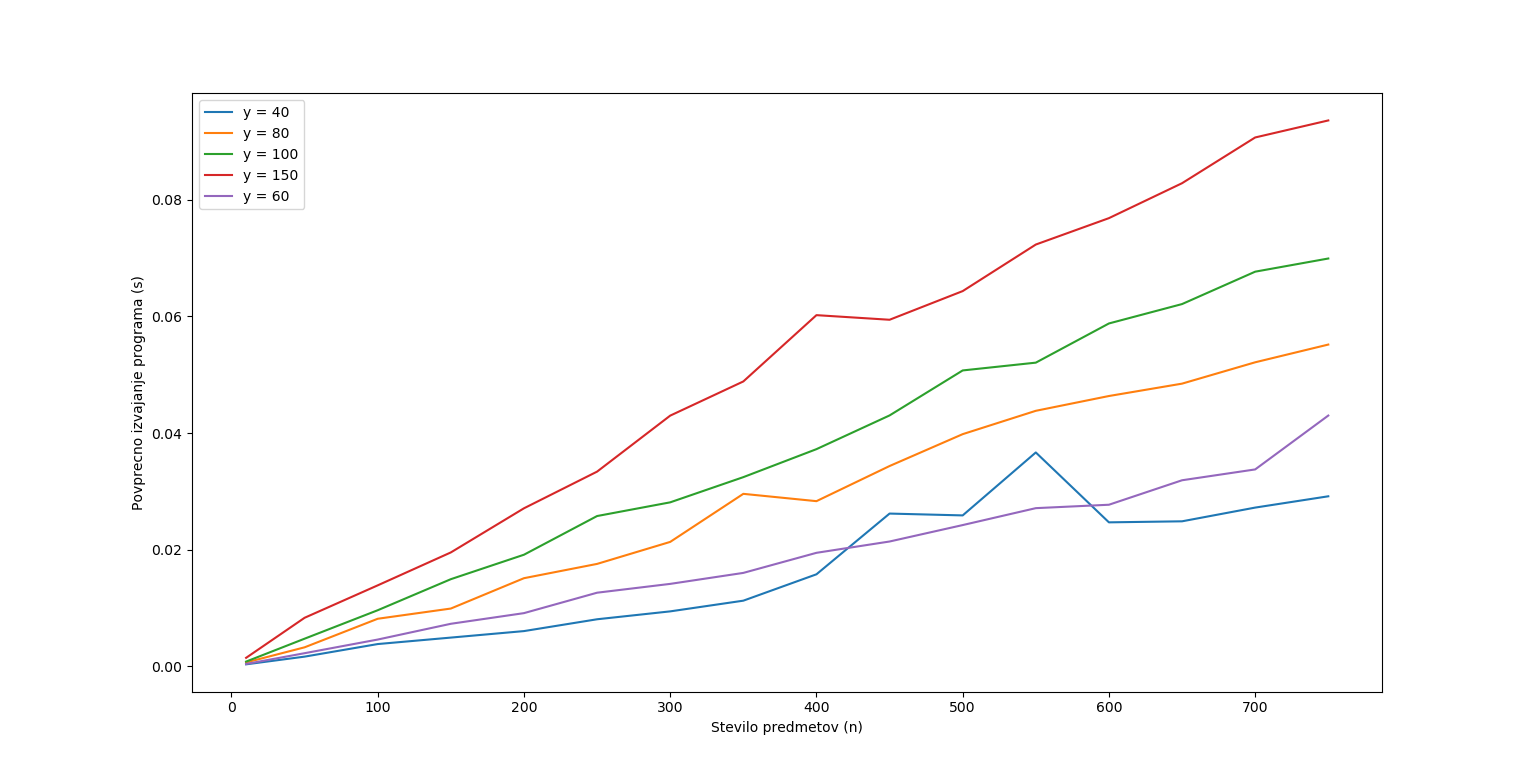 y = 40
y = 80
y = 100
y = 150
y = 60
0.08
0.06
0.04
0.02
0.00
Povprecno izvajanje programa (s)
0 100 200 300 400 500 600 700
Stevilo predmetov (n)